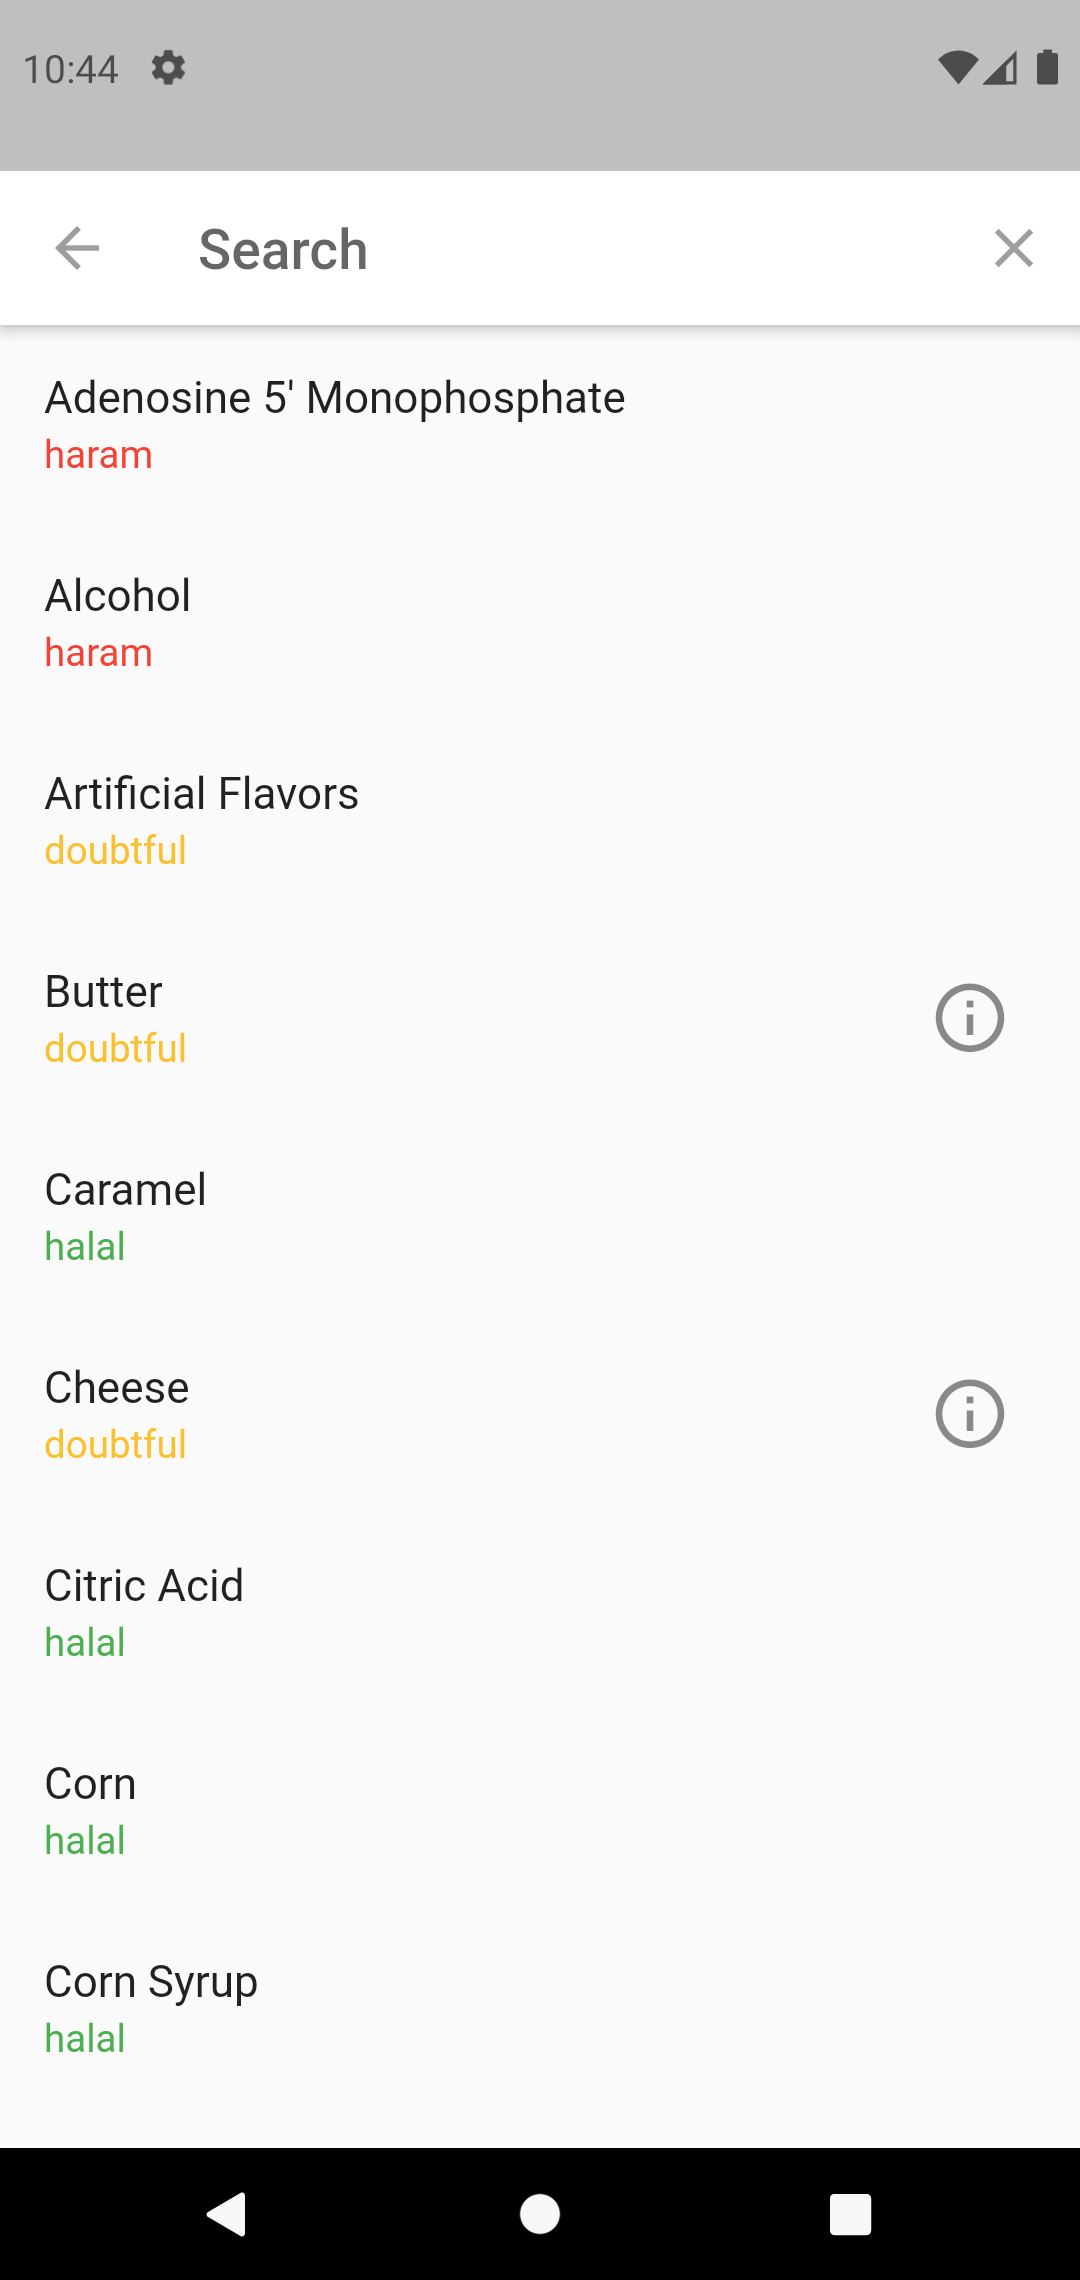 10:44
Search
Adenosine 5' Monophosphate
haram
Alcohol
haram
Artificial Flavors
doubtful
Butter
doubtful
Caramel
halal
Cheese
doubtful
Citric Acid
halal
Corn
halal
Corn Syrup
halal